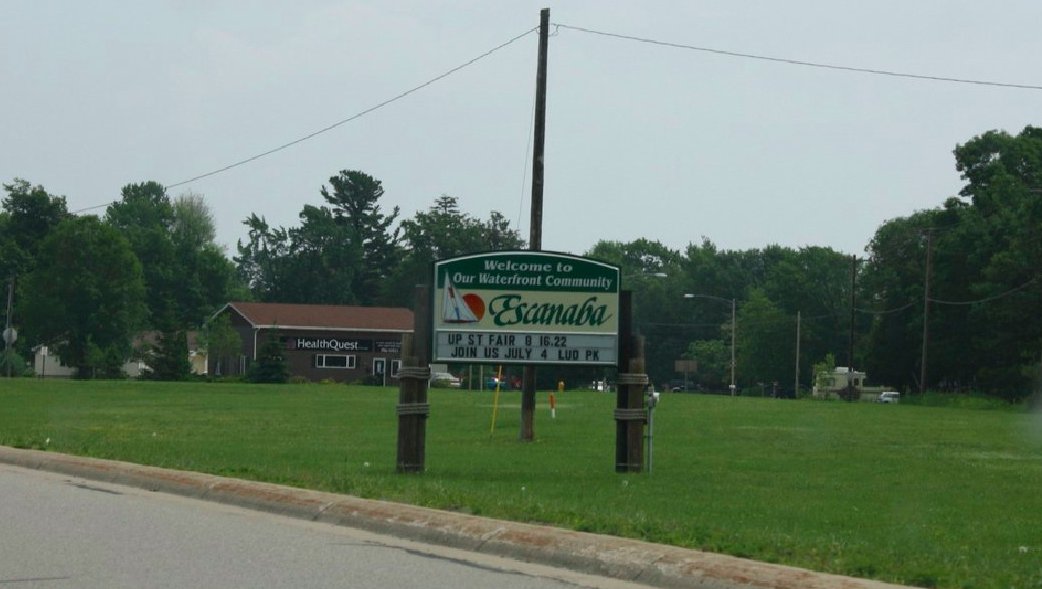 Welcome to
Our Waterfront Community
Escanaba
UP ST FAIR 8 16.22
JOIN US JULY 4 LUD PK
HealthQuest